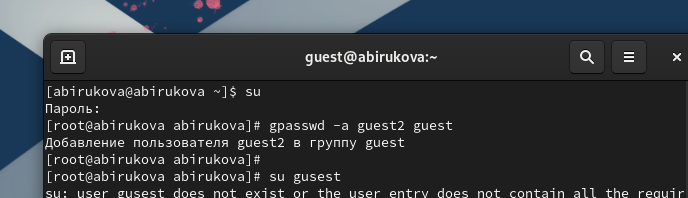 guest@abirukova:~
[abirukova@abirukova ~]$ su
Пароль:
[root@abirukova abirukova]# gpasswd -a guest2 guest
Добавление пользователя guest2 в группу guest
[root@abirukova abirukova]#
[root@abirukova abirukova]# su gusest
su: user gusest does not exist or the user entry does not contain all the requir